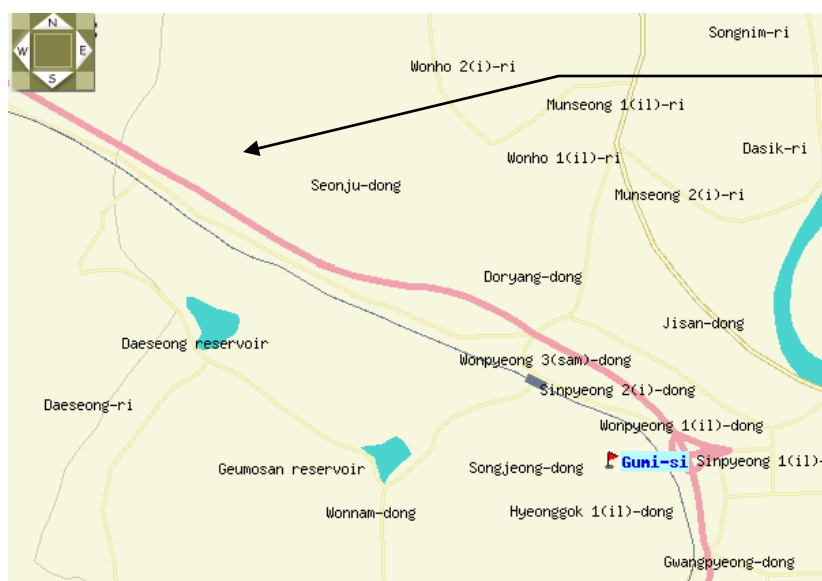 N
W E
S
Songnim-ri
Wonho 2(i)-ri
Munseong 1(il)-ri
Dasik-ri
Wonho 1(il)-ri
Seonju-dong
Munseong 2(i)-ri
Doryang-dong
Jisan-dong
Daeseong reservoir
Wonpyeong 3(sam)-dong
Sinpyeong 2(i)-dong
Daeseong-ri
Wonpyeong 1(il)-dong
Geumosan reservoir
Songjeong-dong
Gumi-si
Sinpyeong 1(il)-
Wonnam-dong
Hyeonggok 1(il)-dong
Gwangpyeong-dong